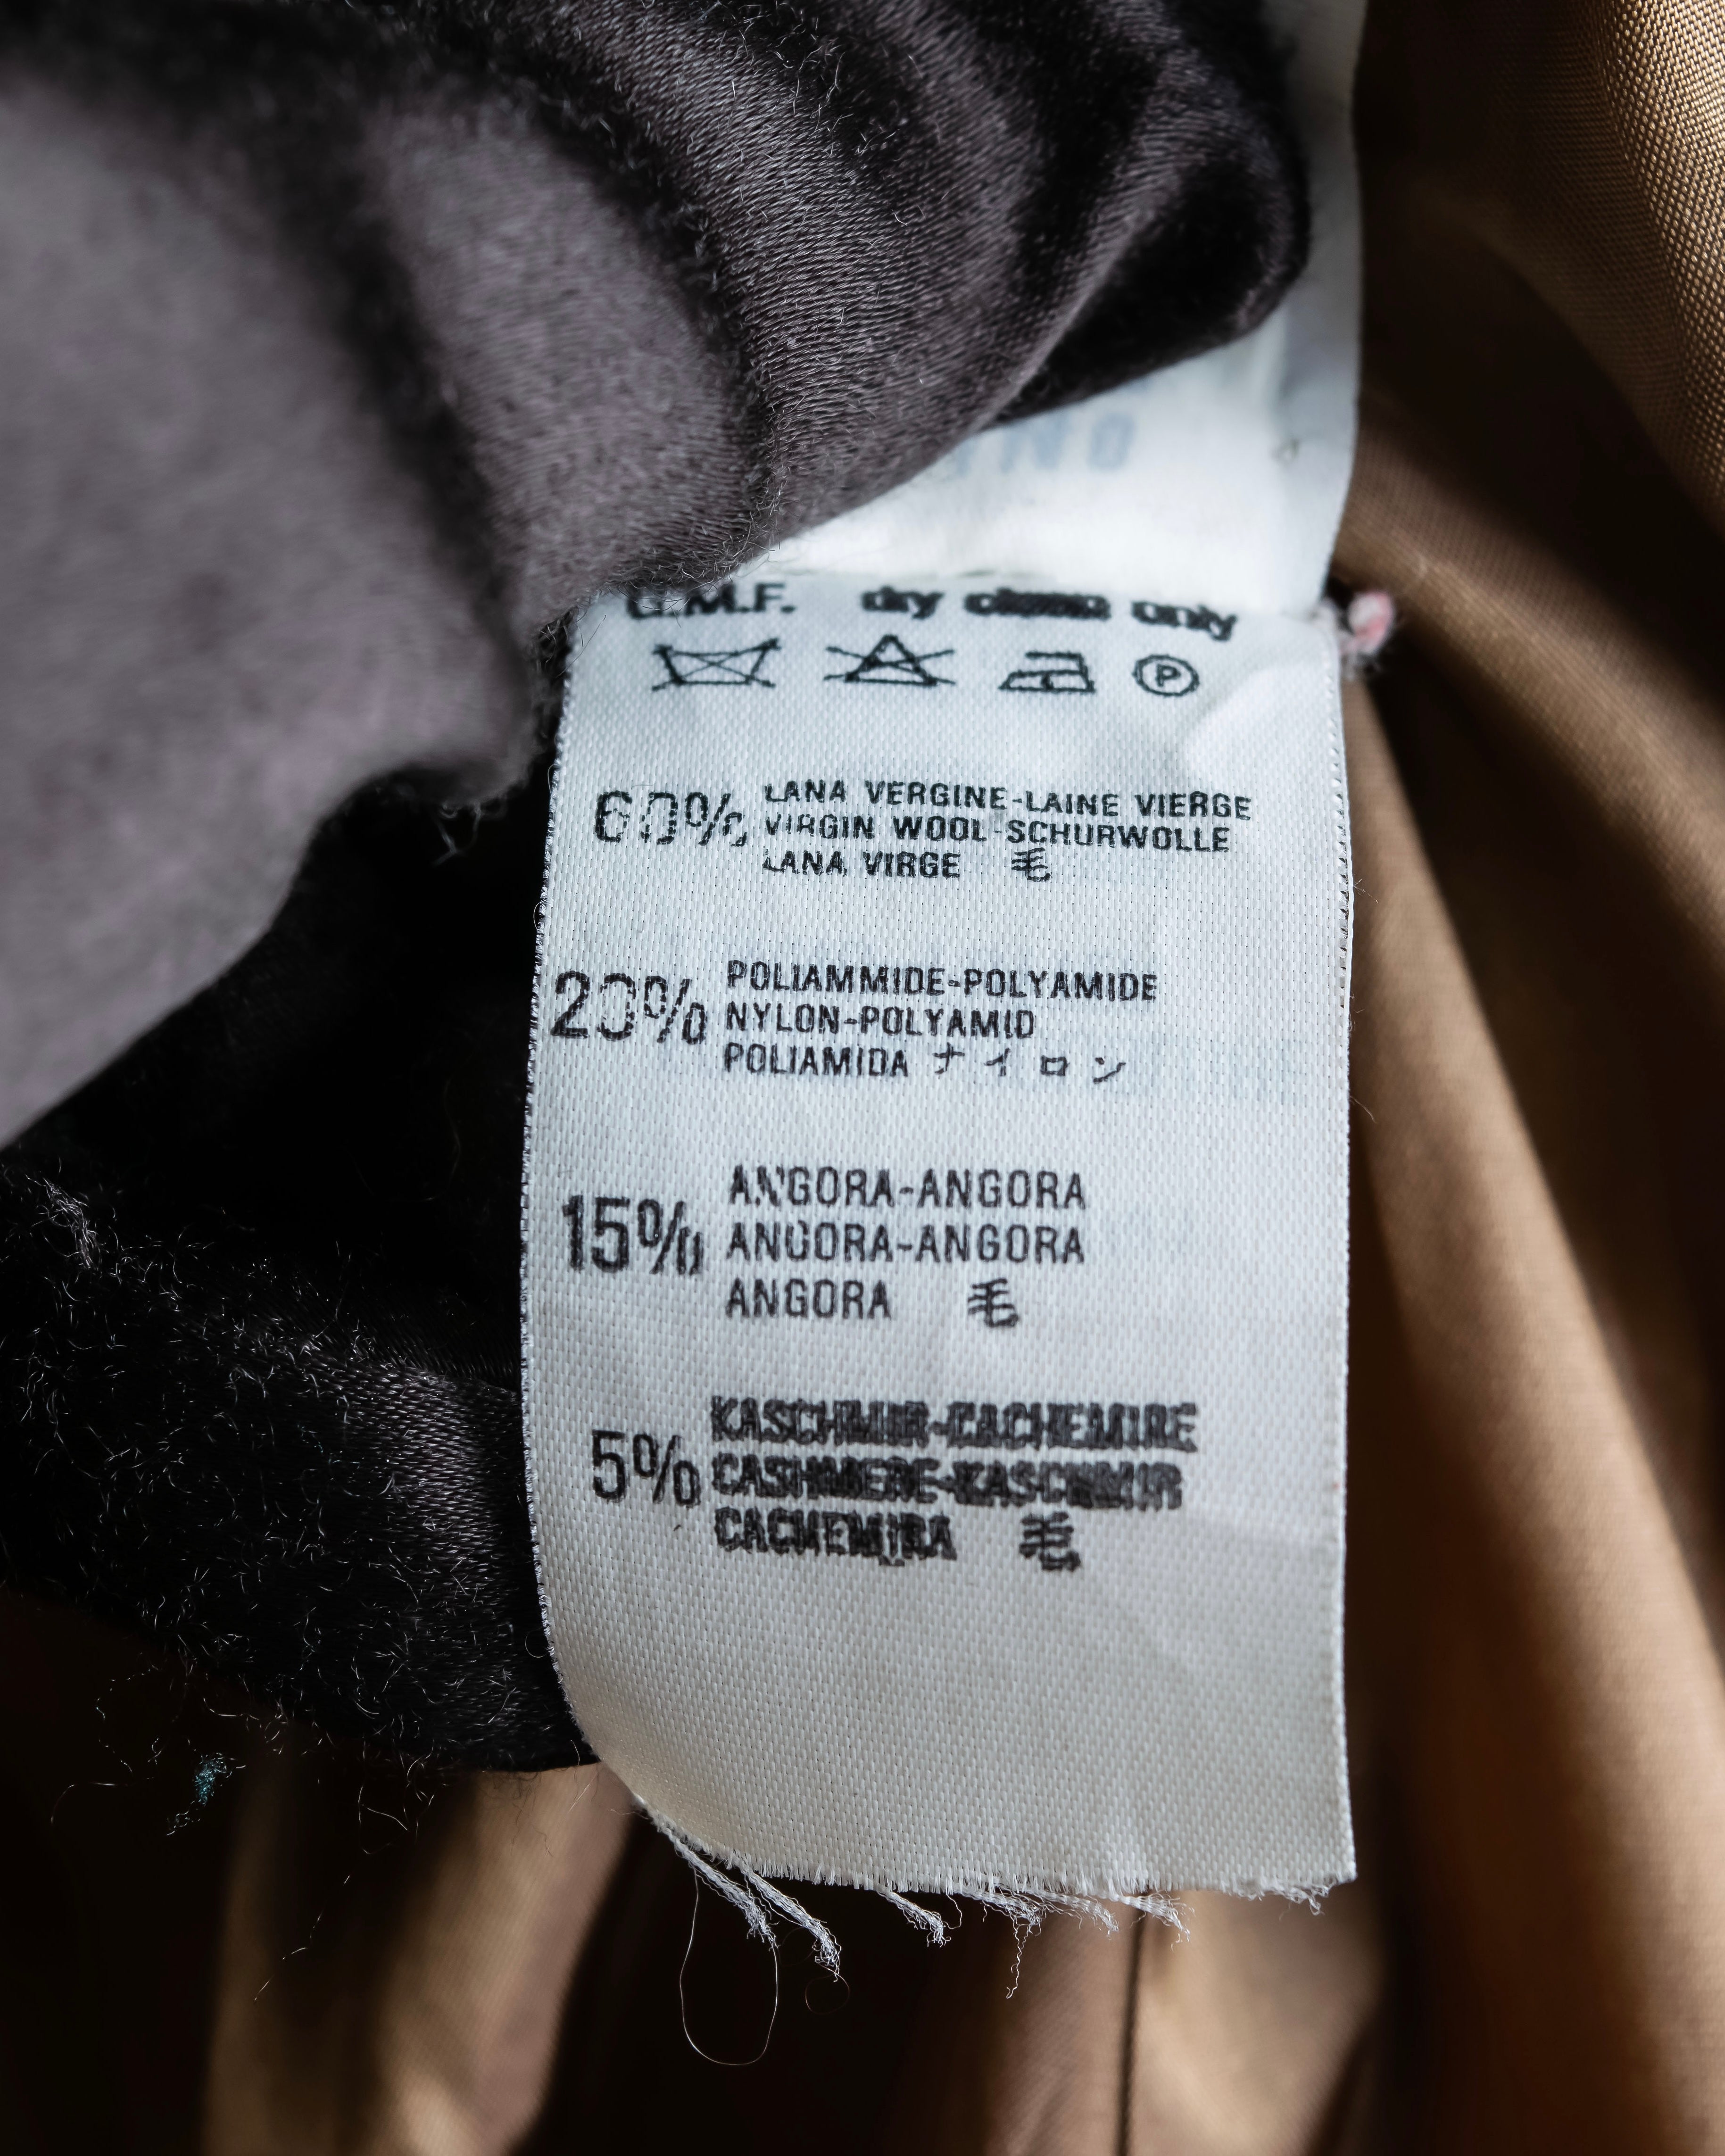 dry clean only
P
60% LANA VERGINE-LAINE VIERGE
VIRGIN WOOL-SCHURWOLLE
LANA VIRGE 毛
20% POLIAMMIDE-POLYAMIDE
NYLON-POLYAMID
POLIAMIDA ナイロン
15% ANGORA-ANGORA
ANGORA-ANGORA
ANGORA 毛
5% KASCHMIR-CACHEMIRE
CASHMERE-KASCHMIR
CACHEMIRA 毛